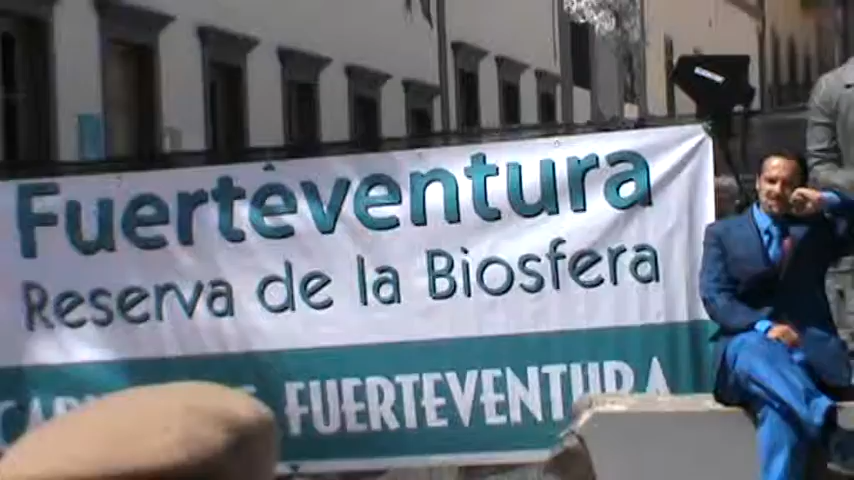 Fuerteventura
Reserva de la Biosfera
FUERTEVENTURA